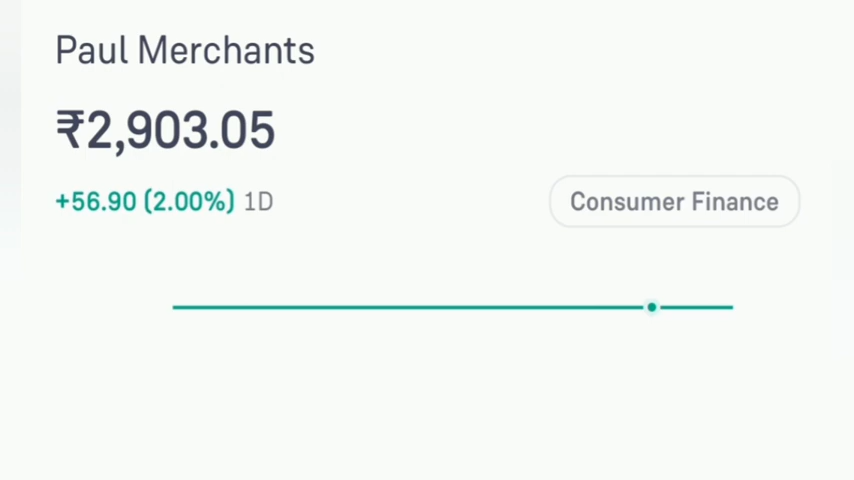 Paul Merchants
₹2,903.05
+56.90 (2.00%) 1D
Consumer Finance